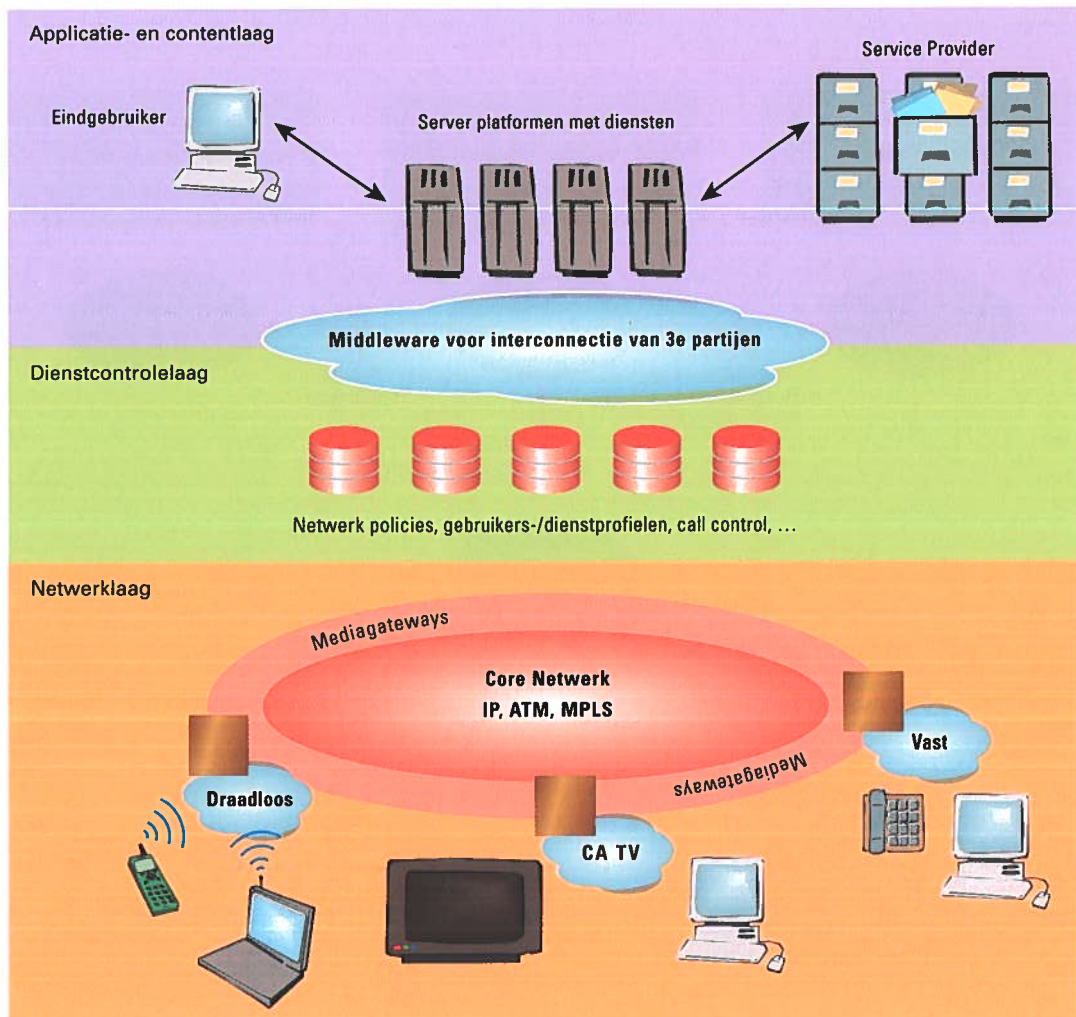 Applicatie- en contentlaag
Service Provider
Eindgebruiker
Server platformen met diensten
Middleware voor interconnectie van 3e partijen
Dienstcontrolelaag
Netwerk policies, gebruikers-/dienstprofielen, call control, ...
Netwerklaag
Mediagateways
Core Netwerk
IP, ATM, MPLS
Vast
Mediagateways
Draadloos
CA TV